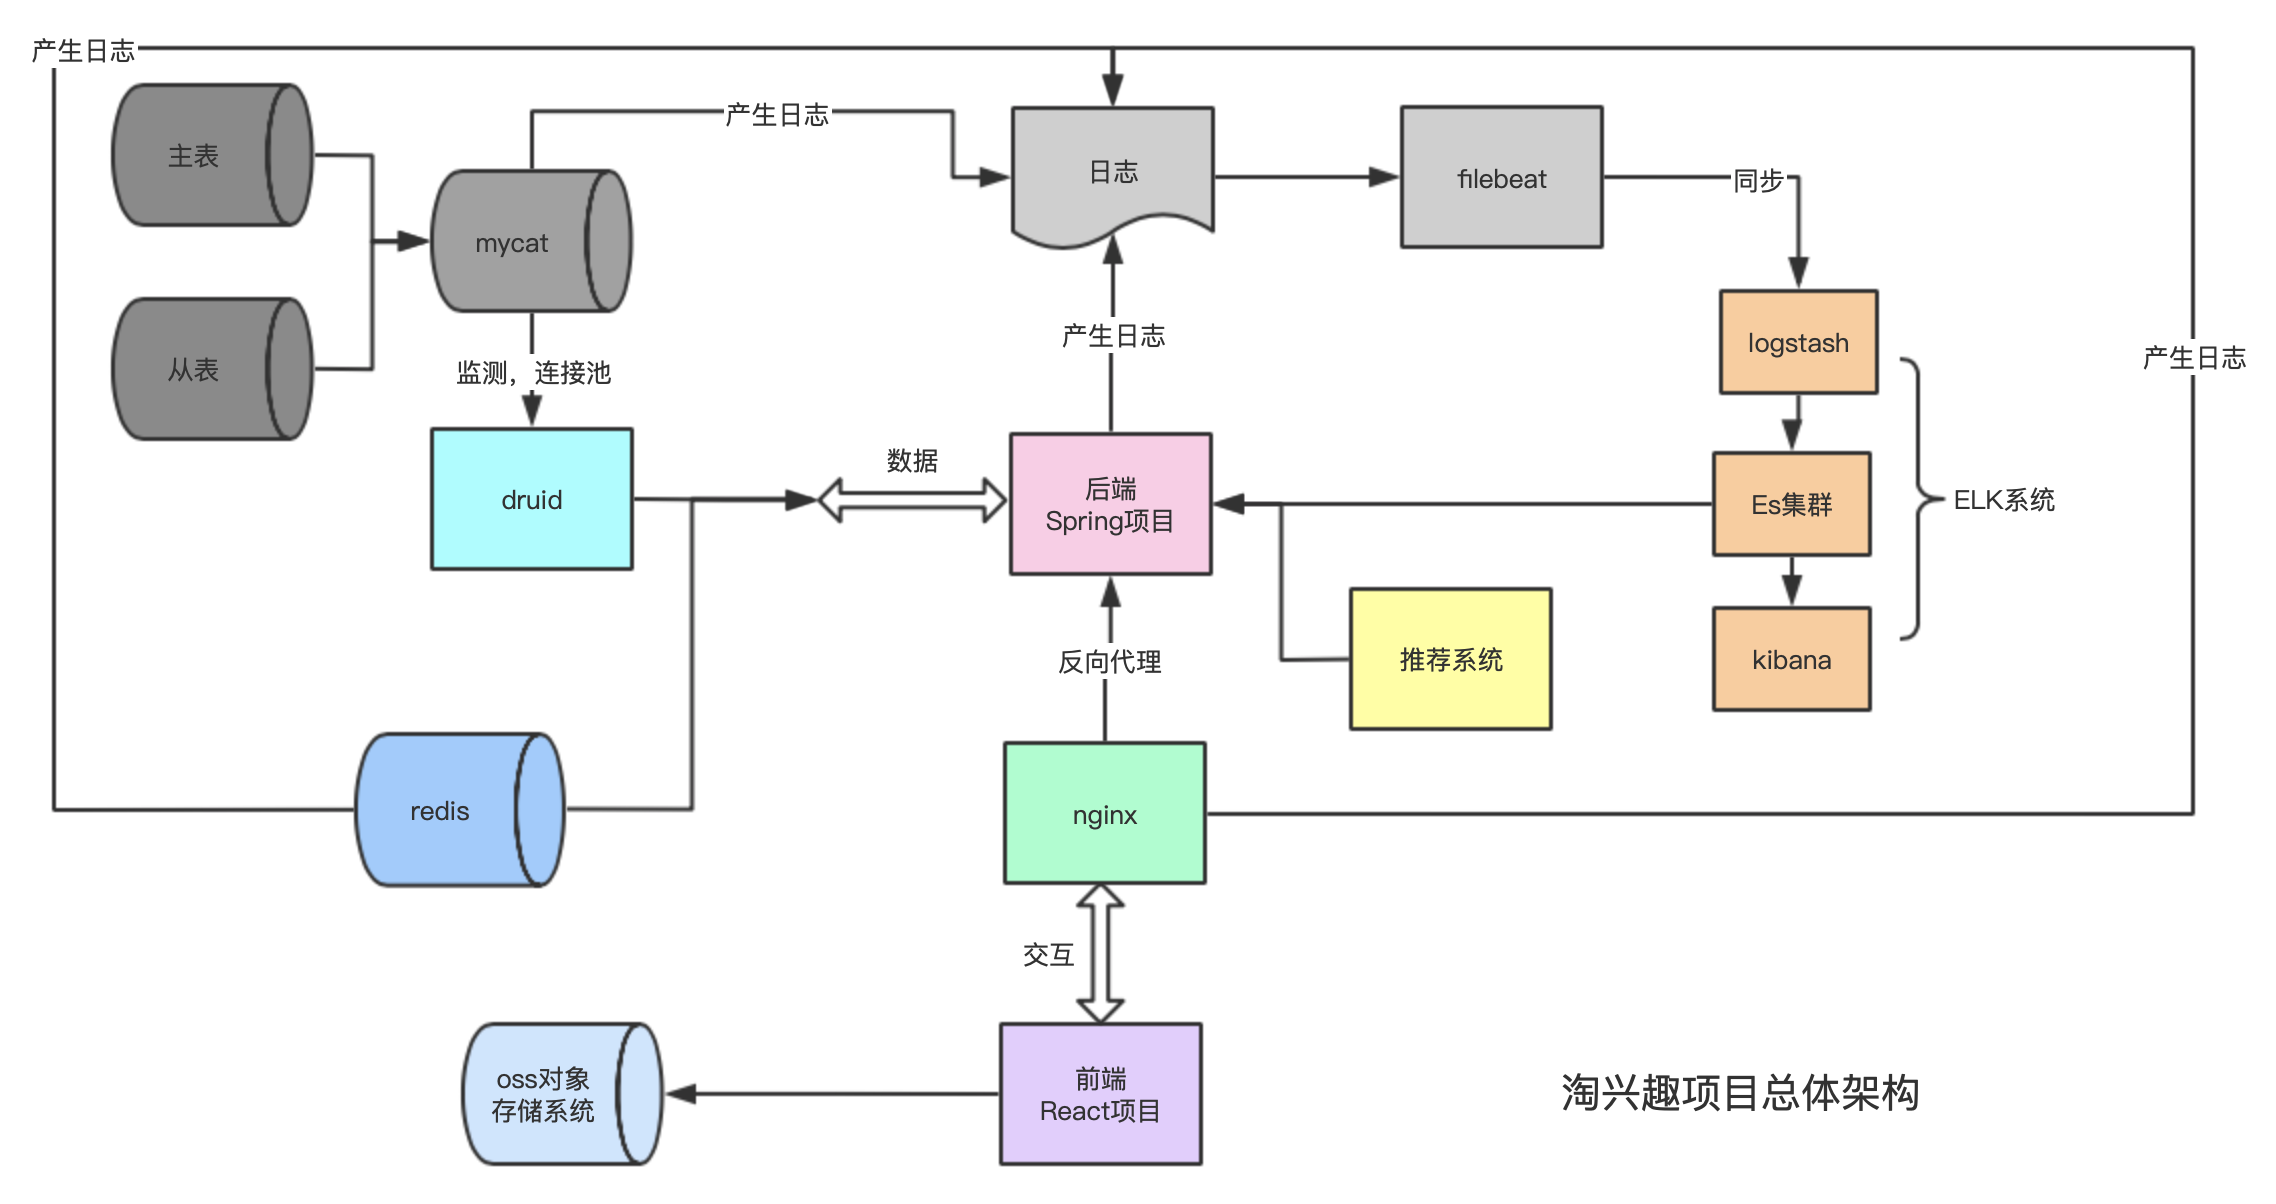 产生日志
主表
产生日志
日志
filebeat
同步
mycat
产生日志
logstash
产生日志
从表
监测，连接池
数据
druid
后端
Spring项目
Es集群
ELK系统
反向代理
推荐系统
kibana
redis
nginx
交互
oss对象
存储系统
前端
React项目
淘兴趣项目总体架构